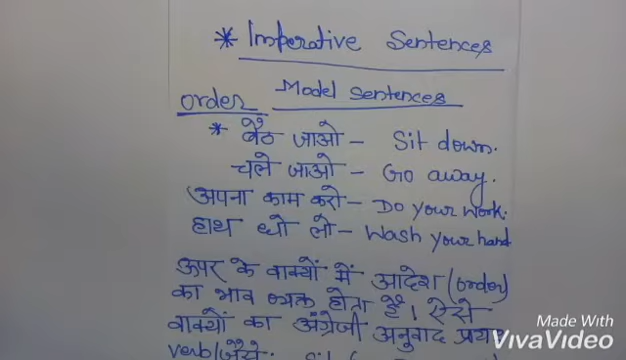 * Imperative Sentences
order Model sentences
* बैठ जाओ - Sit down.
चले जाओ - Go away.
अपना काम करो - Do your work.
हाथ धो लो - Wash your hand
ऊपर के वाक्यों में आदेश (order)
का भाव व्यक्त होता है। ऐसे
वाक्यों का अंग्रेजी अनुवाद
verb/जैसे
Made With
VivaVideo